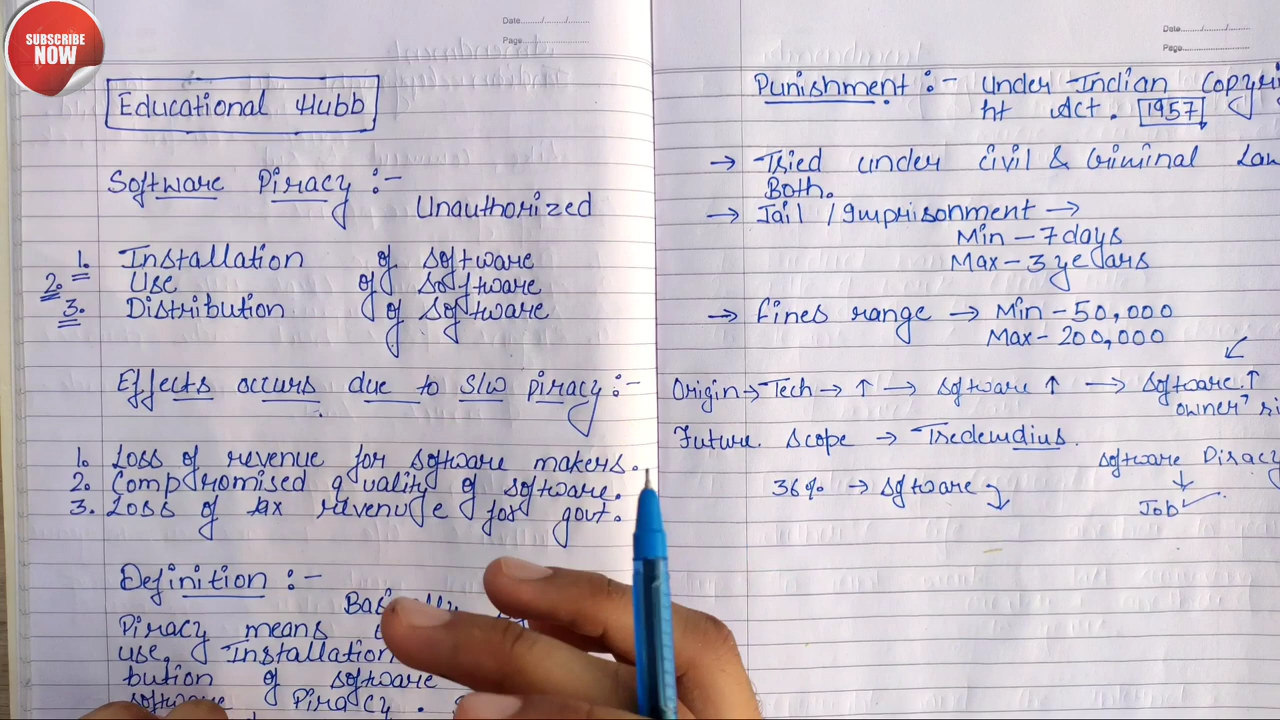 SUBSCRIBE
NOW
Date......./......./.......
Page..........................
Educational Hubb
Software Piracy :-
Unauthorized
1. Installation of software
2. Use of software
3. Distribution of software
Effects occurs due to S/W Piracy :-
1. Loss of revenue for software makers.
2. Compromised quality of software.
3. Loss of tax revenue for govt.
Definition :-
Piracy means
use, Installation
bution of software
software Piracy.
Date......./......./.......
Page..........................
Punishment :- Under Indian Copyri
ht Act. 1957
→ Tried under civil & Criminal Law
Both.
→ Jail / Imprisonment →
Min - 7 days
Max - 3 years
→ fines range → Min - 50,000
Max - 200,000
Origin → Tech → ↑ → software ↑ → software ↑
owner
Future Scope →
software Piracy
↓
36% → software
Job ✓